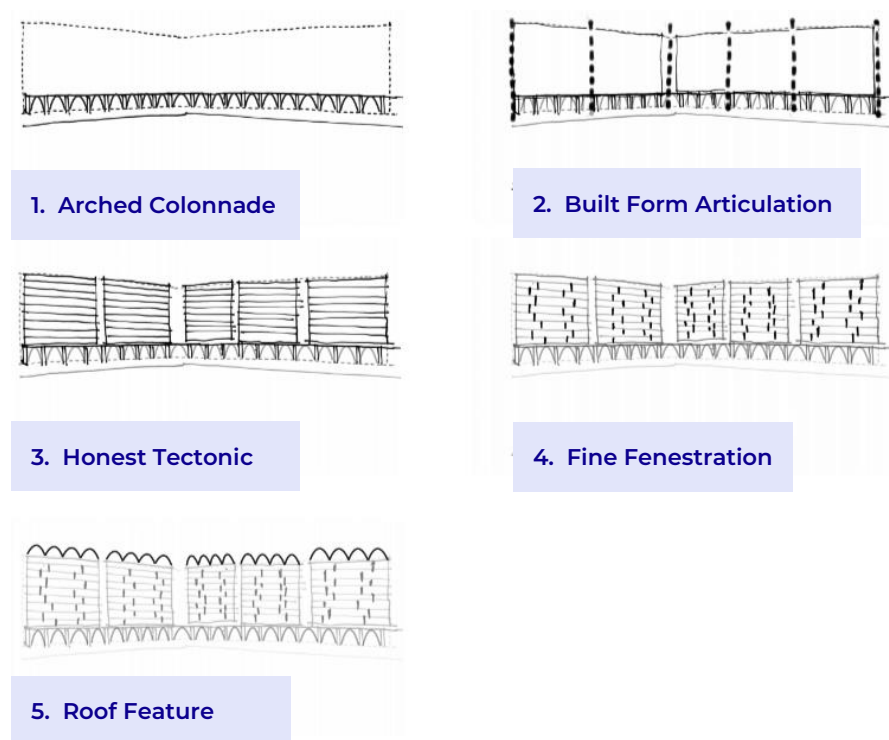 1. Arched Colonnade
2. Built Form Articulation
3. Honest Tectonic
4. Fine Fenestration
5. Roof Feature